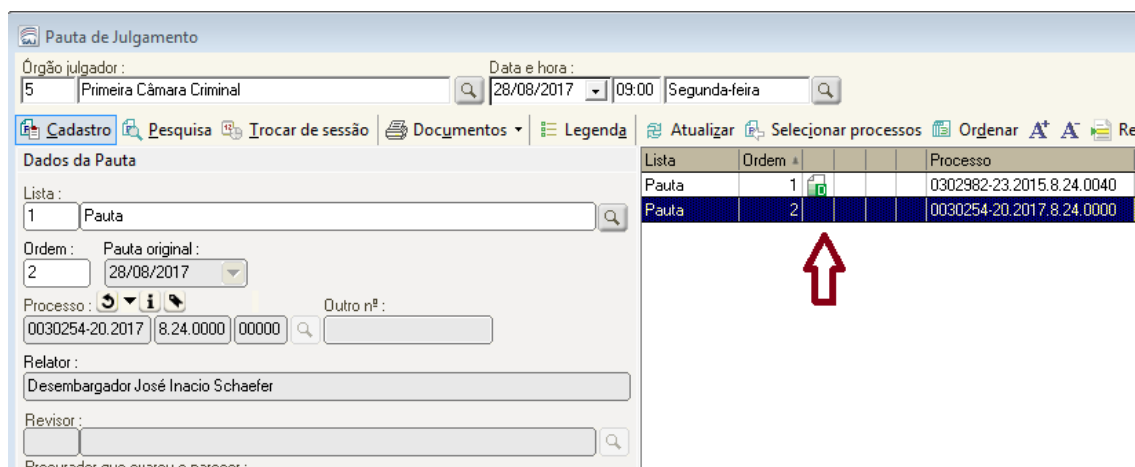 Pauta de Julgamento
Órgão julgador : Data e hora :
5 Primeira Câmara Criminal 28/08/2017 09:00 Segunda-feira
Cadastro Pesquisa Trocar de sessão Documentos Legenda Atualizar Selecionar processos Ordenar A+ A- Re
Dados da Pauta
Lista :
1 Pauta
Ordem : Pauta original :
2 28/08/2017
Processo : Outro nº :
0030254-20.2017 8.24.0000 00000
Relator :
Desembargador José Inacio Schaefer
Revisor :
Lista Ordem Processo
Pauta 1 D 0302982-23.2015.8.24.0040
Pauta 2 0030254-20.2017.8.24.0000